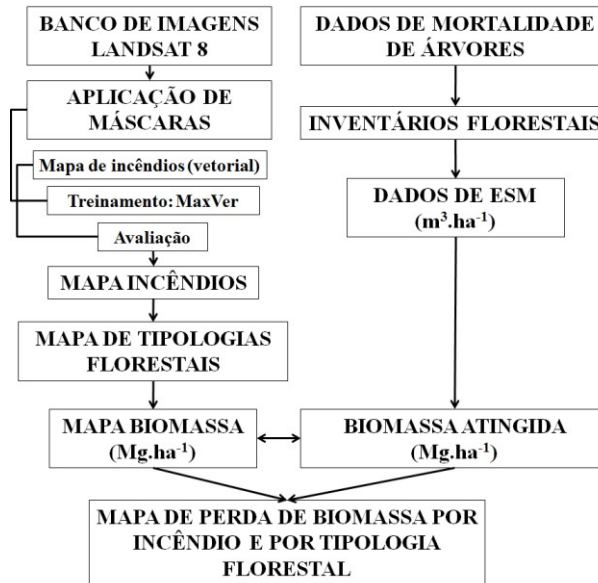 BANCO DE IMAGENS
LANDSAT 8
APLICAÇÃO DE
MÁSCARAS
Mapa de incêndios (vetorial)
Treinamento: MaxVer
Avaliação
MAPA INCÊNDIOS
MAPA DE TIPOLOGIAS
FLORESTAIS
MAPA BIOMASSA
(Mg.ha⁻¹)
DADOS DE MORTALIDADE
DE ÁRVORES
INVENTÁRIOS FLORESTAIS
DADOS DE ESM
(m³.ha⁻¹)
BIOMASSA ATINGIDA
(Mg.ha⁻¹)
MAPA DE PERDA DE BIOMASSA POR
INCÊNDIO E POR TIPOLOGIA
FLORESTAL